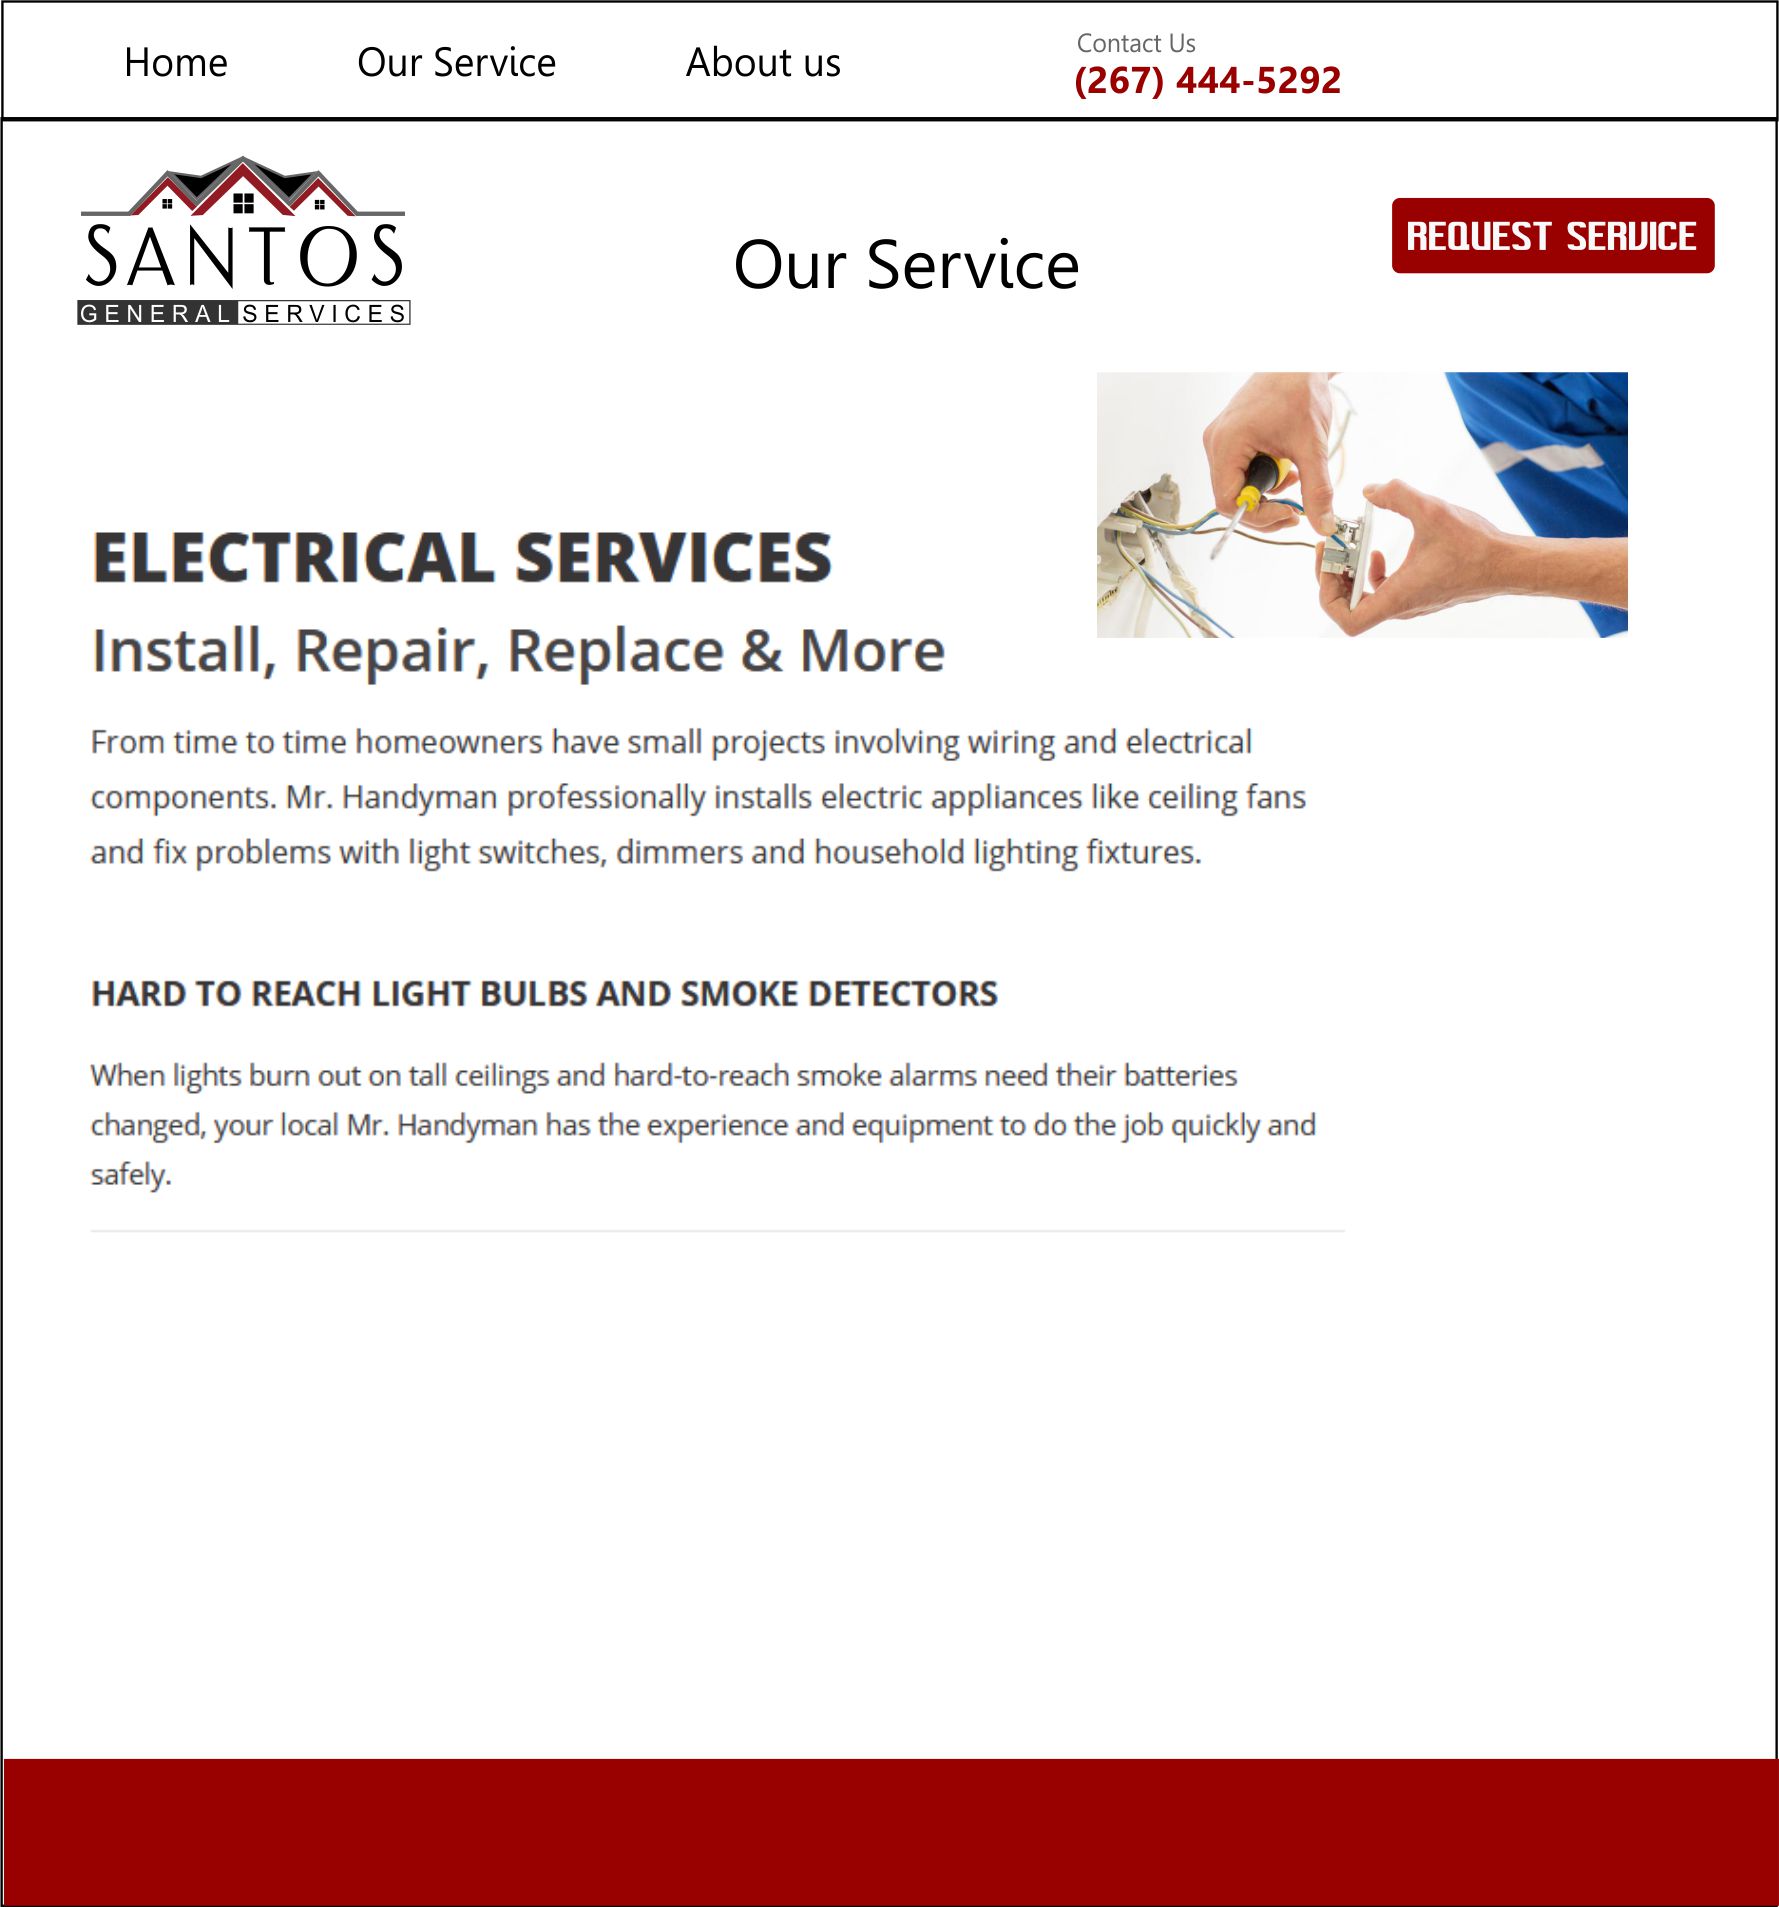 Home
Our Service
About us
Contact Us
(267) 444-5292
SANTOS
GENERAL SERVICES
Our Service
REQUEST SERVICE
ELECTRICAL SERVICES
Install, Repair, Replace & More
From time to time homeowners have small projects involving wiring and electrical
components. Mr. Handyman professionally installs electric appliances like ceiling fans
and fix problems with light switches, dimmers and household lighting fixtures.
HARD TO REACH LIGHT BULBS AND SMOKE DETECTORS
When lights burn out on tall ceilings and hard-to-reach smoke alarms need their batteries
changed, your local Mr. Handyman has the experience and equipment to do the job quickly and
safely.